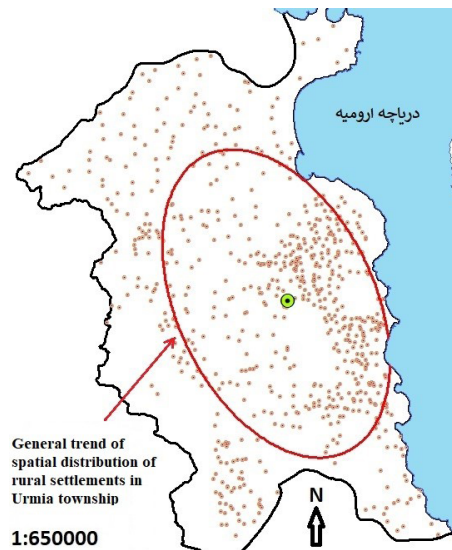 دریاچه ارومیه
General trend of
spatial distribution of
rural settlements in
Urmia township
N
1:650000